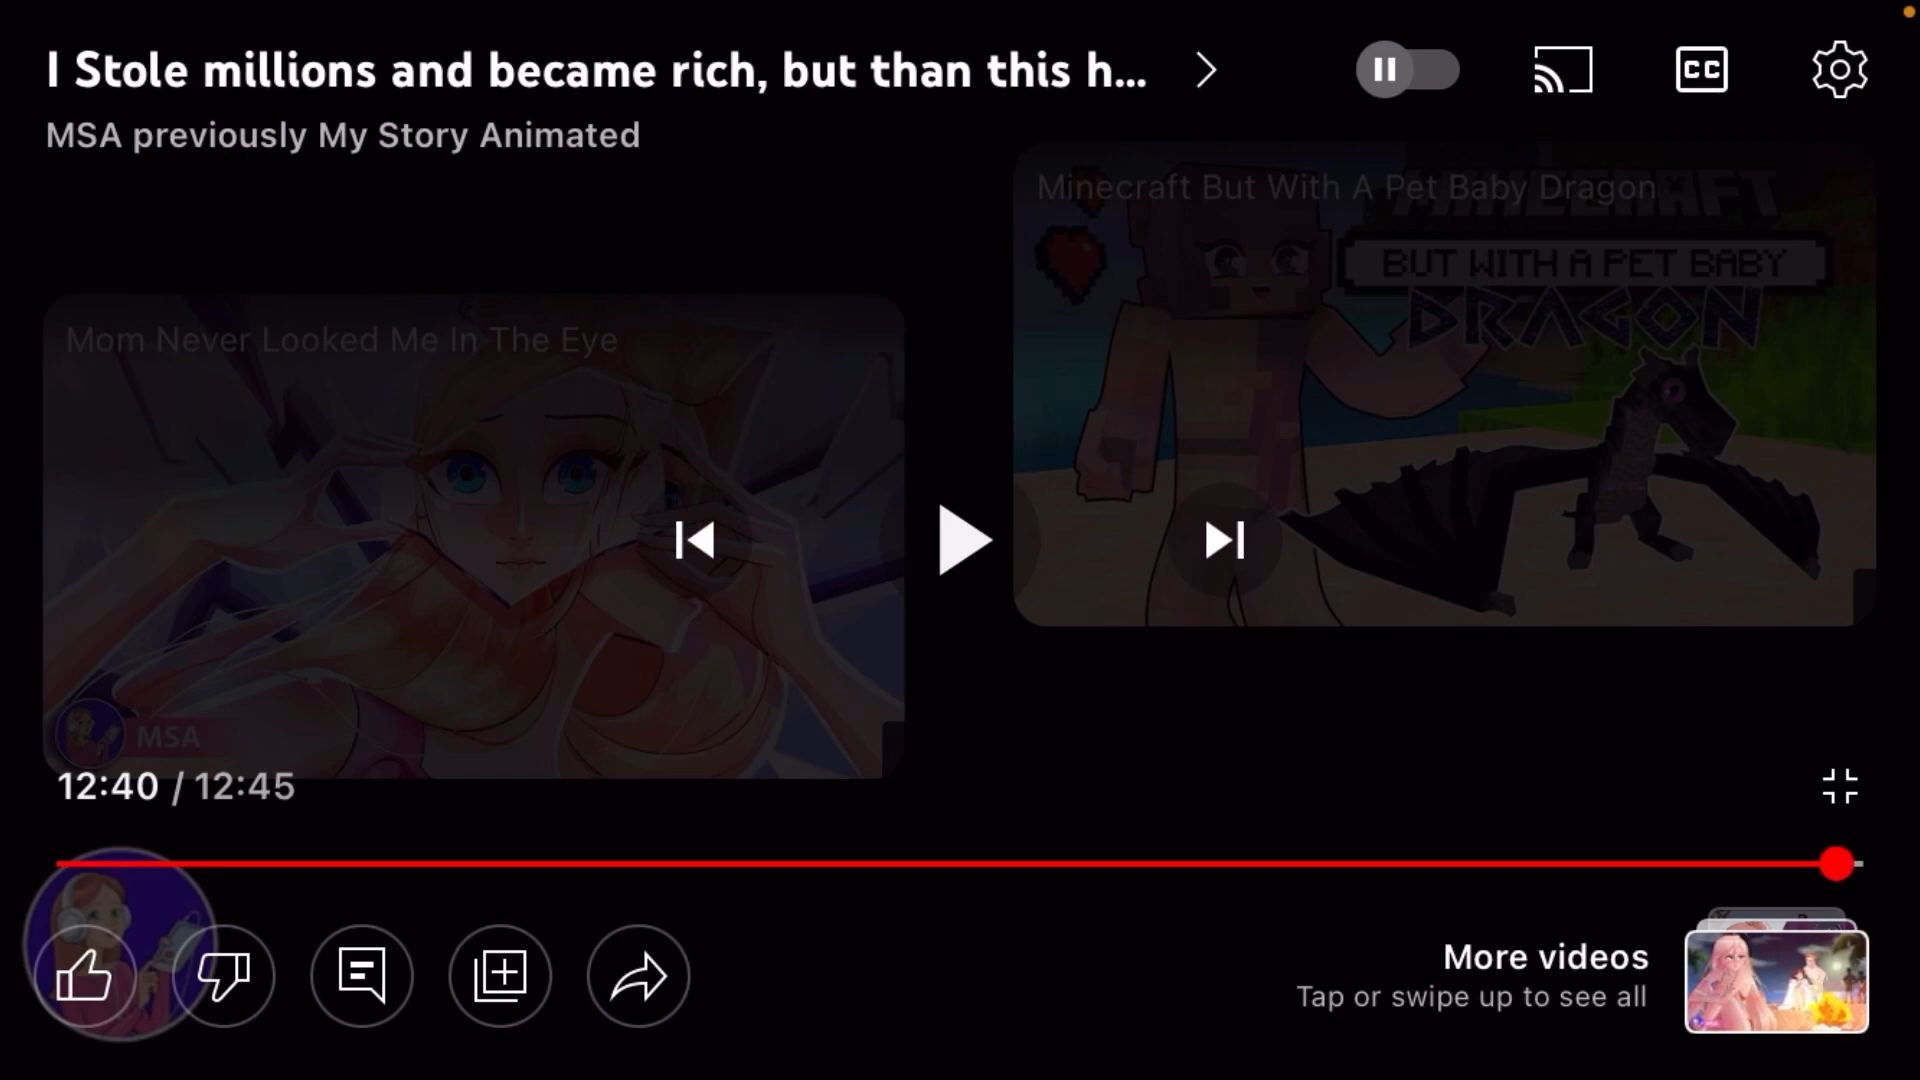 I Stole millions and became rich, but than this h...
MSA previously My Story Animated
CC
Minecraft But With A Pet Baby Dragon
MINECRAFT
BUT WITH A PET BABY
DRAGON
Mom Never Looked Me In The Eye
MSA
12:40 / 12:45
More videos
Tap or swipe up to see all